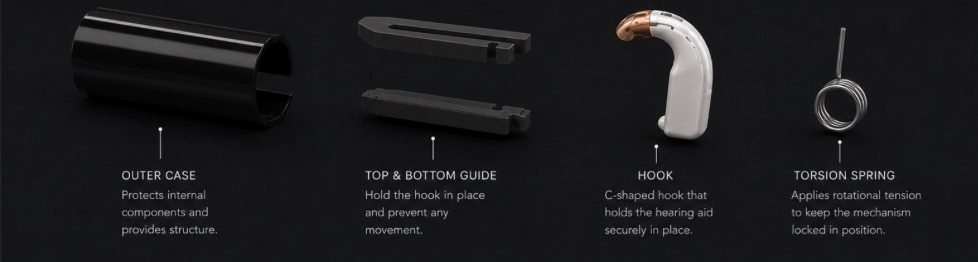 OUTER CASE
Protects internal
components and
provides structure.
TOP & BOTTOM GUIDE
Hold the hook in place
and prevent any
movement.
HOOK
C-shaped hook that
holds the hearing aid
securely in place.
TORSION SPRING
Applies rotational tension
to keep the mechanism
locked in position.